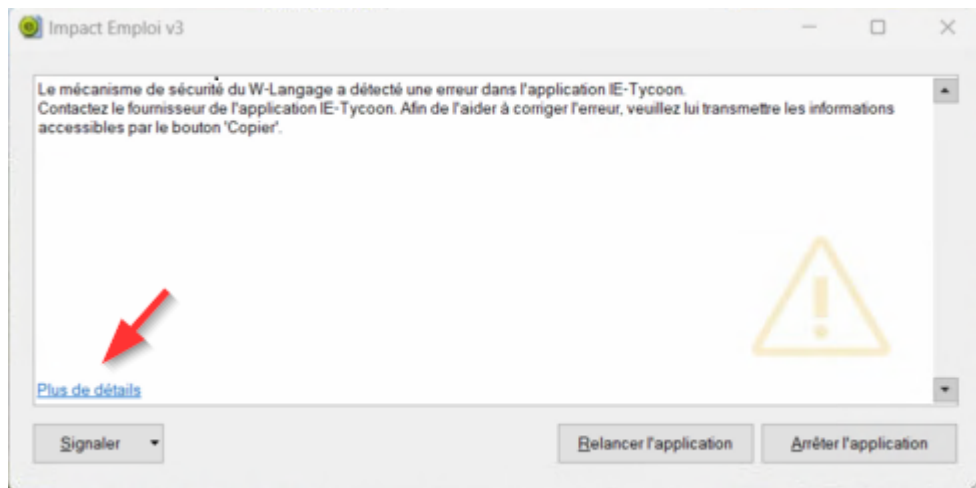 Impact Emploi v3
Le mécanisme de sécurité du W-Langage a détecté une erreur dans l'application IE-Tycoon.
Contactez le fournisseur de l'application IE-Tycoon. Afin de l'aider à corriger l'erreur, veuillez lui transmettre les informations
accessibles par le bouton 'Copier'.
Plus de détails
Signaler
Relancer l'application
Arrêter l'application